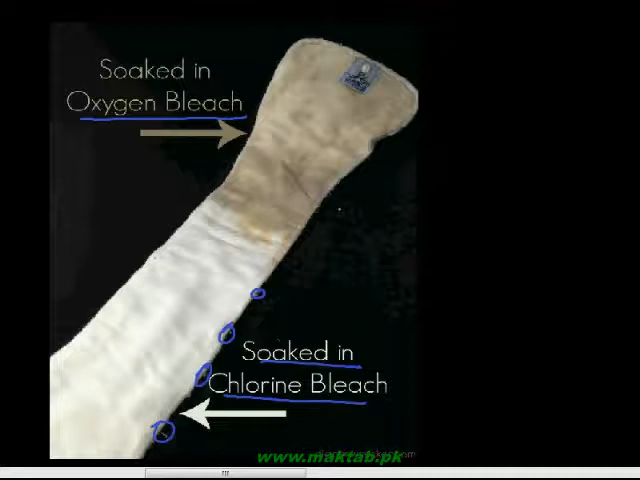 Soaked in
Oxygen Bleach
Soaked in
Chlorine Bleach
www.maktab.pk